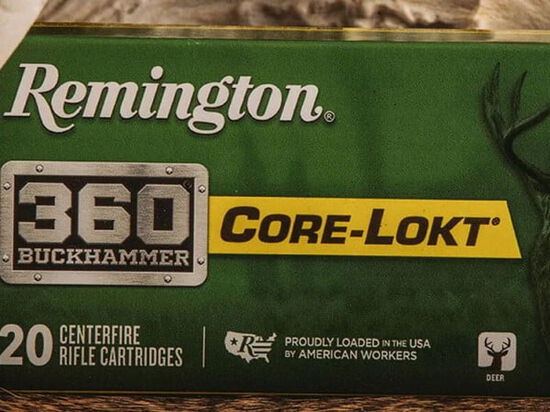 Remington®
360
BUCKHAMMER
CORE-LOKT®
20 CENTERFIRE
RIFLE CARTRIDGES
R
PROUDLY LOADED IN THE USA
BY AMERICAN WORKERS
DEER